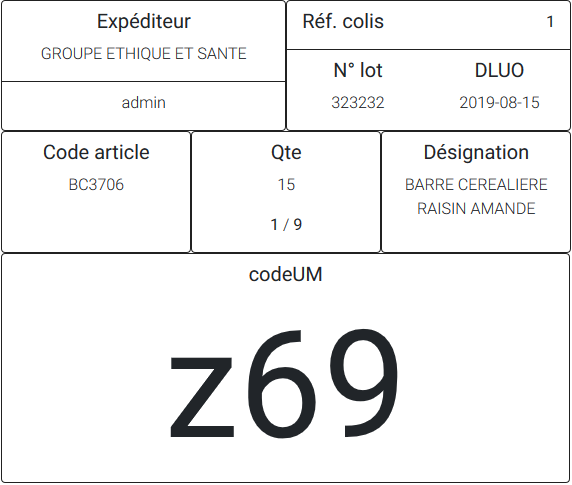 Expéditeur
GROUPE ETHIQUE ET SANTE
admin
Réf. colis 1
N° lot DLUO
323232 2019-08-15
Code article
BC3706
Qte
15
1 / 9
Désignation
BARRE CEREALIERE
RAISIN AMANDE
codeUM
z69